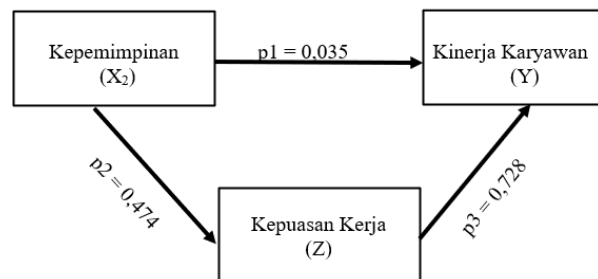 Kepemimpinan
(X₂)
p1 = 0,035
Kinerja Karyawan
(Y)
p2 = 0,474
p3 = 0,728
Kepuasan Kerja
(Z)